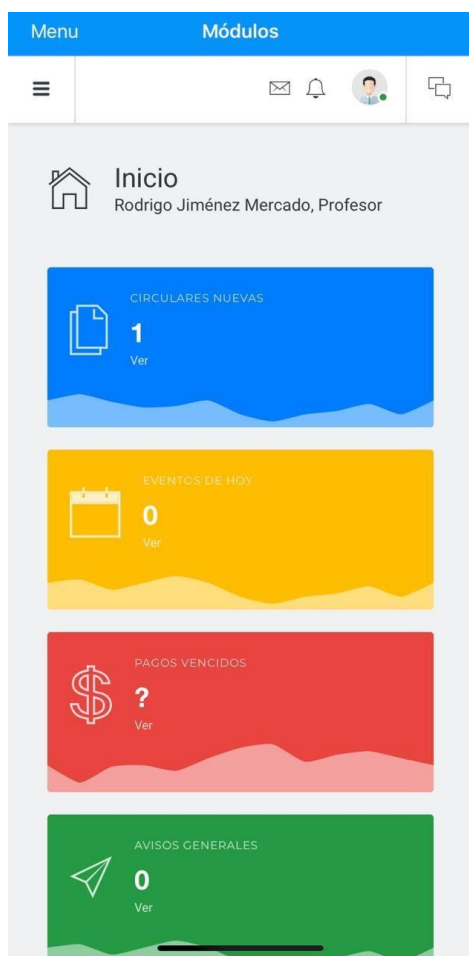 Menu
Módulos
Inicio
Rodrigo Jiménez Mercado, Profesor
CIRCULARES NUEVAS
1
Ver
EVENTOS DE HOY
0
Ver
PAGOS VENCIDOS
?
Ver
AVISOS GENERALES
0
Ver